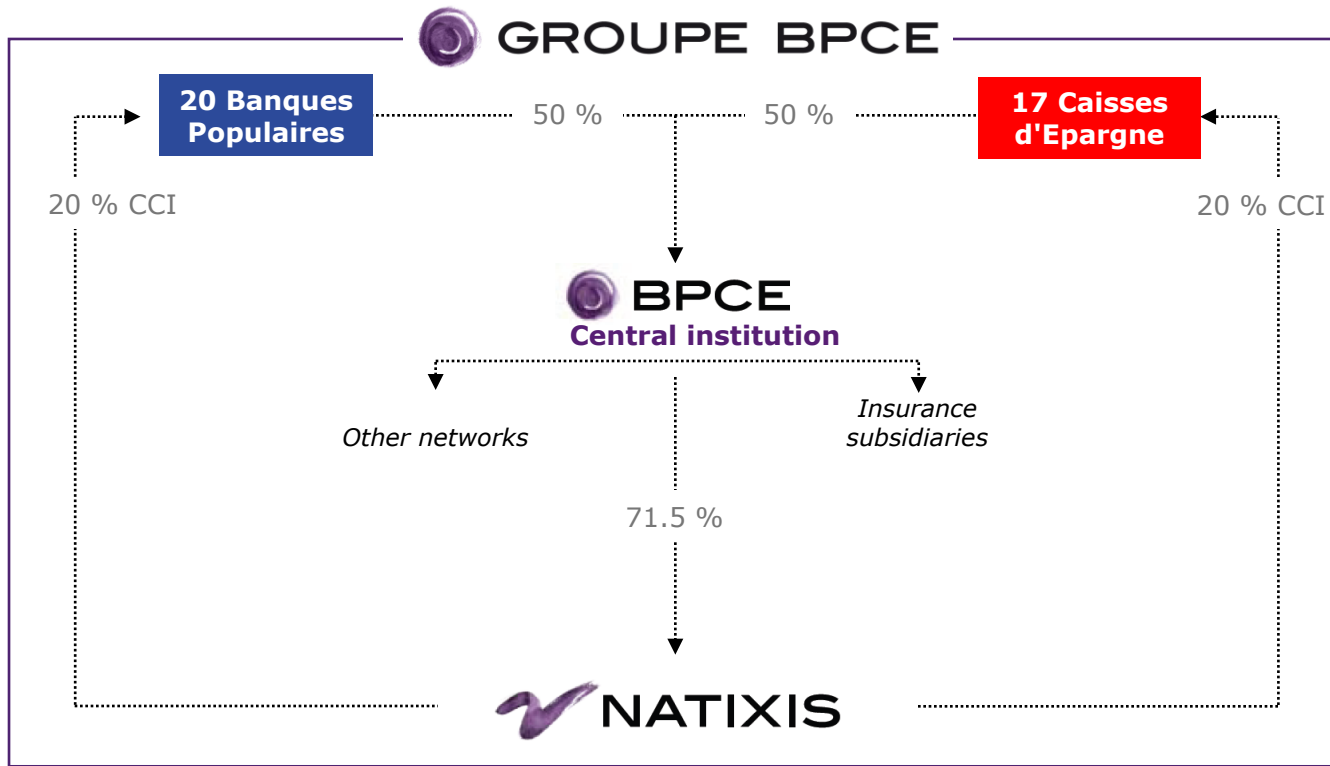 GROUPE BPCE
20 Banques
Populaires
50 %
50 %
17 Caisses
d'Epargne
20 % CCI
20 % CCI
BPCE
Central institution
Other networks
Insurance
subsidiaries
71.5 %
NATIXIS